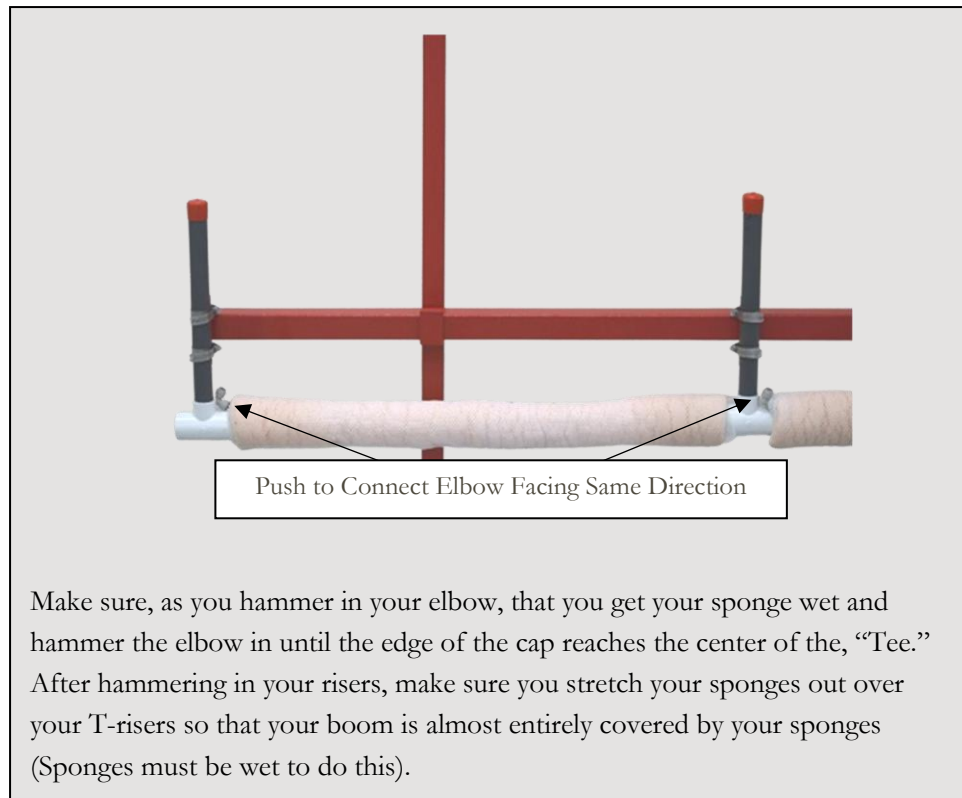 Push to Connect Elbow Facing Same Direction
Make sure, as you hammer in your elbow, that you get your sponge wet and
hammer the elbow in until the edge of the cap reaches the center of the, “Tee.”
After hammering in your risers, make sure you stretch your sponges out over
your T-risers so that your boom is almost entirely covered by your sponges
(Sponges must be wet to do this).